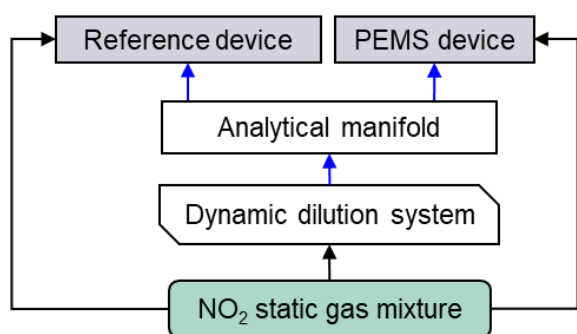 Reference device
PEMS device
Analytical manifold
Dynamic dilution system
NO₂ static gas mixture